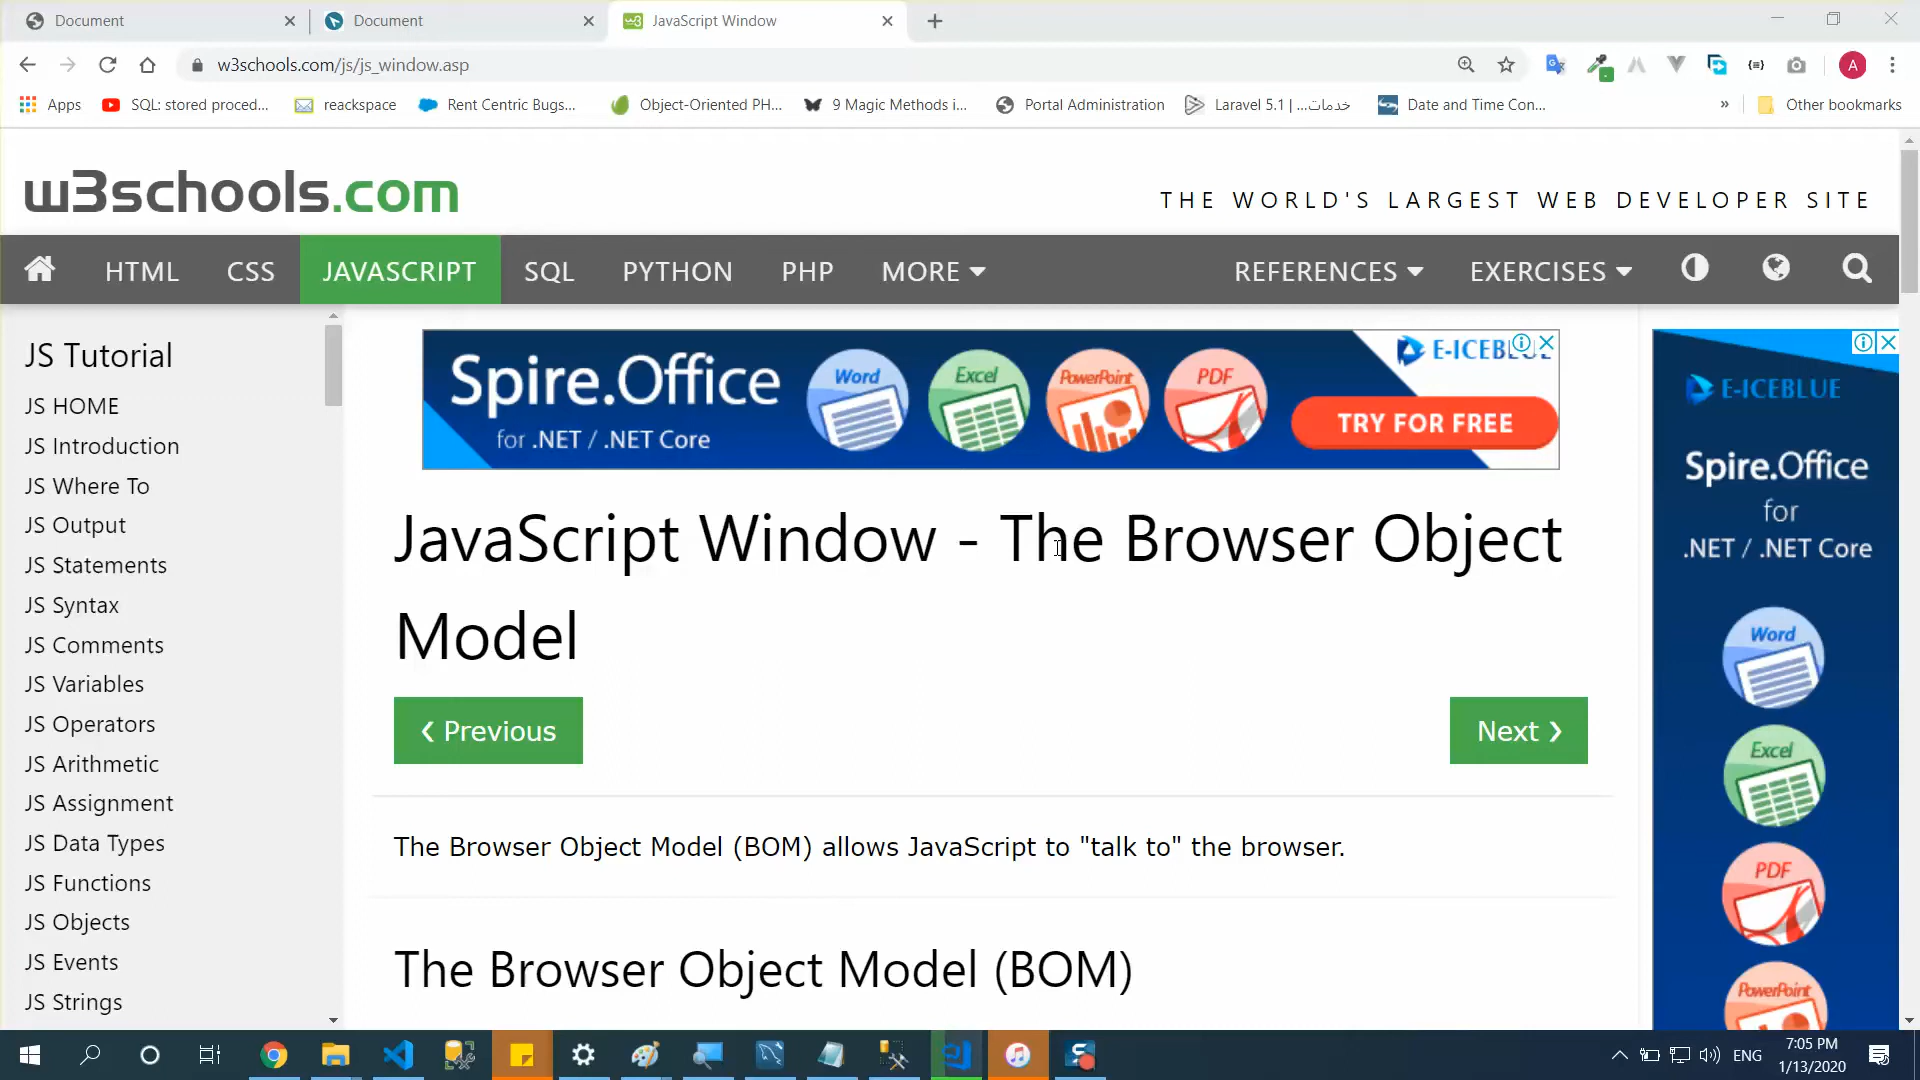 Document
Document
JavaScript Window
w3schools.com/js/js_window.asp
A
Apps
SQL: stored proced...
reackspace
Rent Centric Bugs...
Object-Oriented PH...
9 Magic Methods i...
Portal Administration
Laravel 5.1 | ...خدمات
Date and Time Con...
»
Other bookmarks
w3schools.com
THE WORLD'S LARGEST WEB DEVELOPER SITE
HTML
CSS
JAVASCRIPT
SQL
PYTHON
PHP
MORE
REFERENCES
EXERCISES
JS Tutorial
JS HOME
JS Introduction
JS Where To
JS Output
JS Statements
JS Syntax
JS Comments
JS Variables
JS Operators
JS Arithmetic
JS Assignment
JS Data Types
JS Functions
JS Objects
JS Events
JS Strings
Spire.Office
for .NET / .NET Core
Word
Excel
PowerPoint
PDF
E-ICEBLUE
TRY FOR FREE
JavaScript Window - The Browser Object
Model
❮ Previous
Next ❯
The Browser Object Model (BOM) allows JavaScript to "talk to" the browser.
The Browser Object Model (BOM)
E-ICEBLUE
Spire.Office
for
.NET / .NET Core
Word
Excel
PDF
PowerPoint
ENG
7:05 PM
1/13/2020